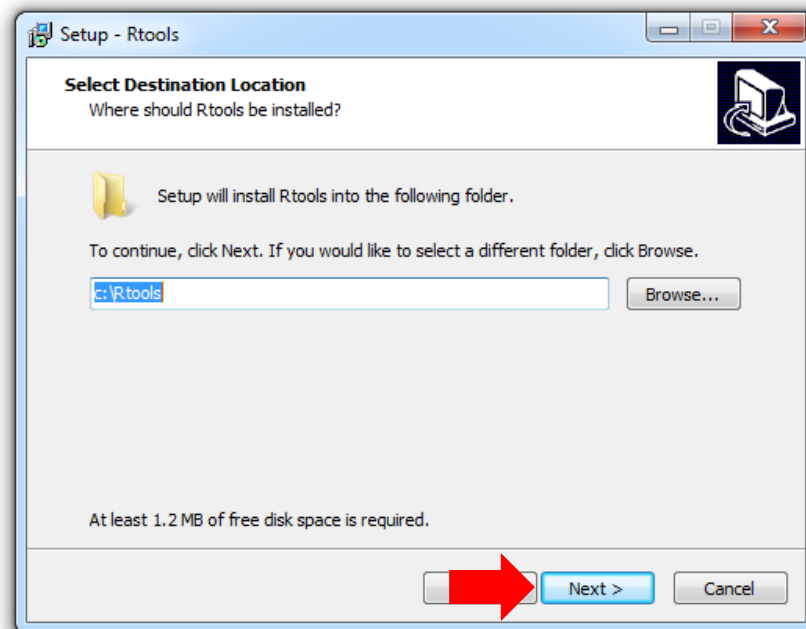 Setup - Rtools
Select Destination Location
Where should Rtools be installed?
Setup will install Rtools into the following folder.
To continue, click Next. If you would like to select a different folder, click Browse.
c:\Rtools
Browse...
At least 1.2 MB of free disk space is required.
Next >
Cancel